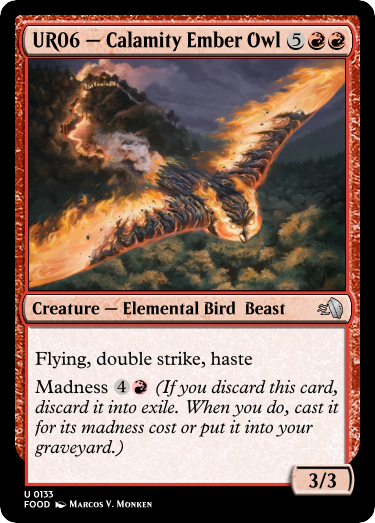 UR06 — Calamity Ember Owl 5
Creature — Elemental Bird  Beast
Flying, double strike, haste
Madness 4 (If you discard this card,
discard it into exile. When you do, cast it
for its madness cost or put it into your
graveyard.)
3/3
U 0133
FOOD Marcos V. Monken